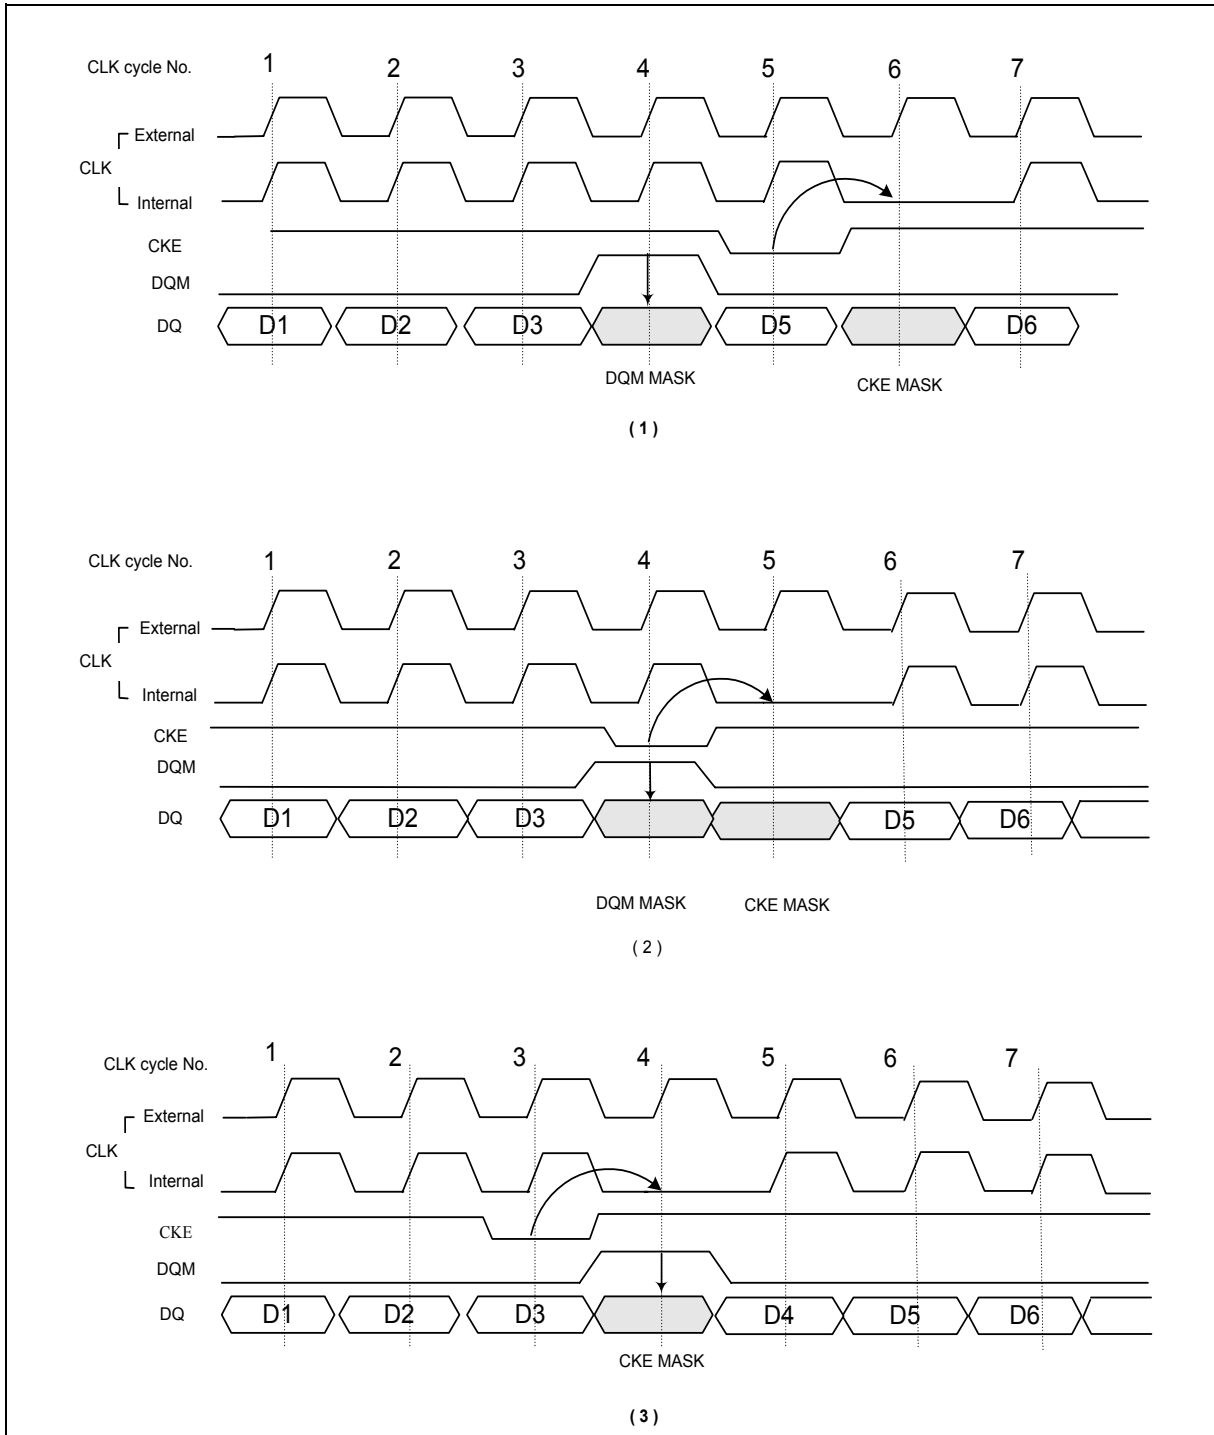 CLK cycle No. 1 2 3 4 5 6 7
External
CLK
Internal
CKE
DQM
DQ D1 D2 D3 D5 D6
DQM MASK CKE MASK
( 1 )
CLK cycle No. 1 2 3 4 5 6 7
External
CLK
Internal
CKE
DQM
DQ D1 D2 D3 D5 D6
DQM MASK CKE MASK
( 2 )
CLK cycle No. 1 2 3 4 5 6 7
External
CLK
Internal
CKE
DQM
DQ D1 D2 D3 D4 D5 D6
CKE MASK
( 3 )